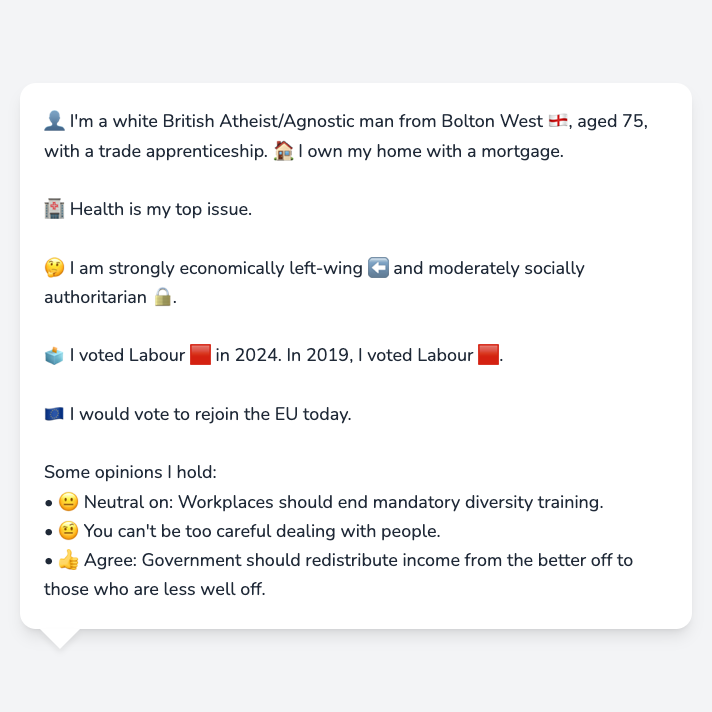 👤 I'm a white British Atheist/Agnostic man from Bolton West 🏴󠁧󠁢󠁥󠁮󠁧󠁿, aged 75,
with a trade apprenticeship. 🏠 I own my home with a mortgage.
🏥 Health is my top issue.
🤔 I am strongly economically left-wing ⬅️ and moderately socially
authoritarian 🔒.
🗳️ I voted Labour 🟥 in 2024. In 2019, I voted Labour 🟥.
🇪🇺 I would vote to rejoin the EU today.
Some opinions I hold:
• 😐 Neutral on: Workplaces should end mandatory diversity training.
• 🤨 You can't be too careful dealing with people.
• 👍 Agree: Government should redistribute income from the better off to
those who are less well off.